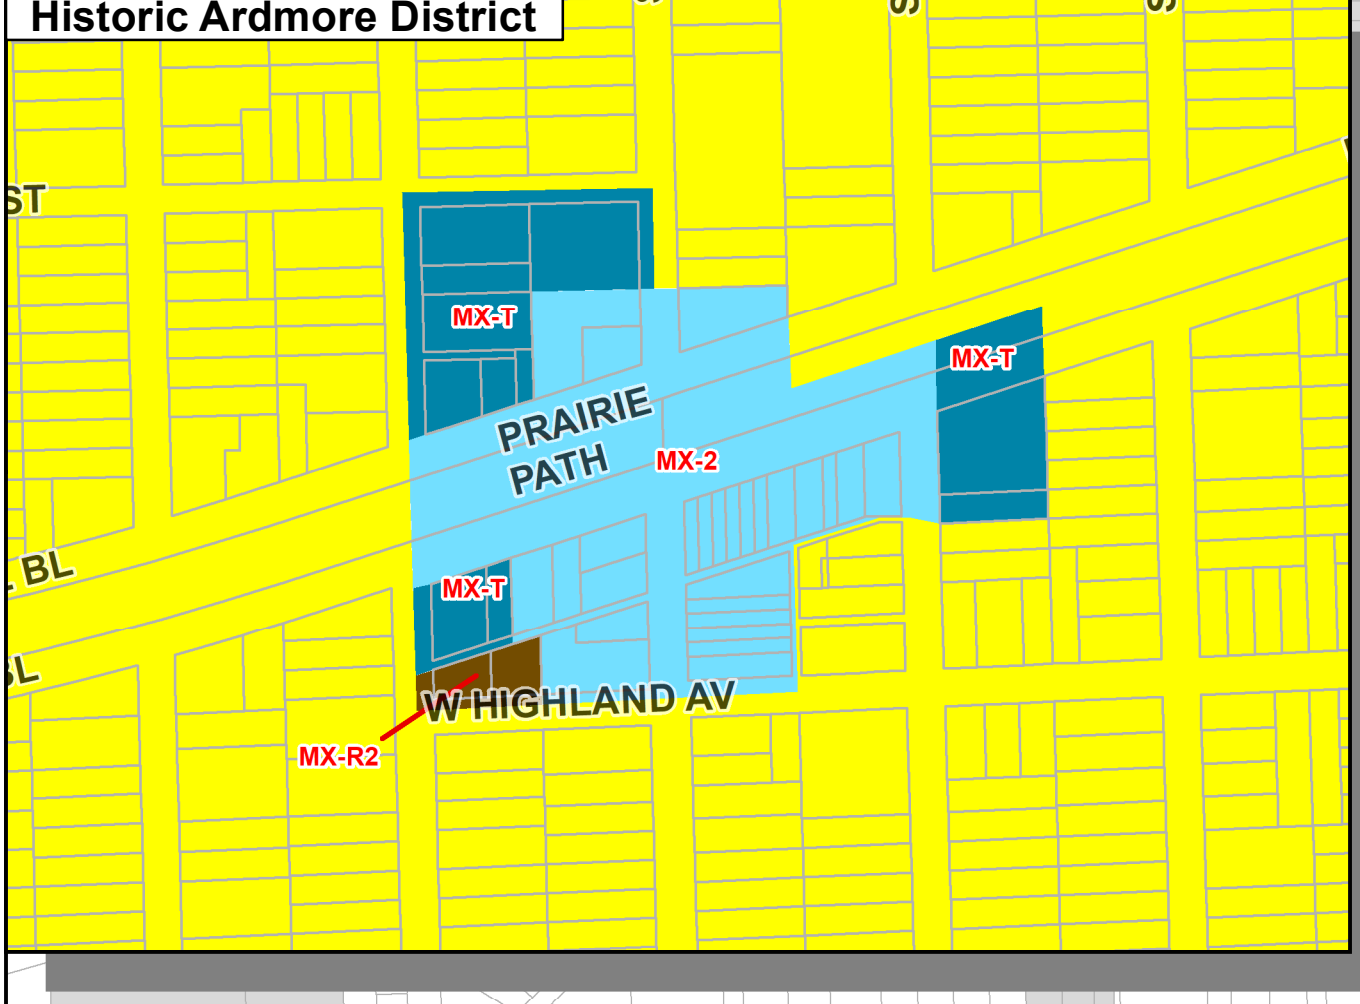 Historic Ardmore District
ST
MX-T
MX-T
PRAIRIE
PATH
MX-2
BL
MX-T
BL
W HIGHLAND AV
MX-R2